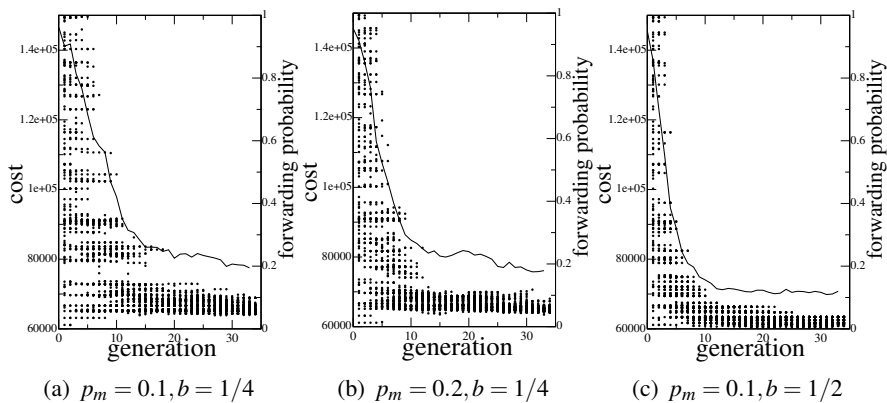 1.4e+05
1.2e+05
1e+05
80000
60000
cost
0
10
20
30
generation
1
0.8
0.6
0.4
0.2
0
forwarding probability
(a) p_m = 0.1, b = 1/4
1.4e+05
1.2e+05
1e+05
80000
60000
cost
0
10
20
30
generation
1
0.8
0.6
0.4
0.2
0
forwarding probability
(b) p_m = 0.2, b = 1/4
1.4e+05
1.2e+05
1e+05
80000
60000
cost
0
10
20
30
generation
1
0.8
0.6
0.4
0.2
0
forwarding probability
(c) p_m = 0.1, b = 1/2